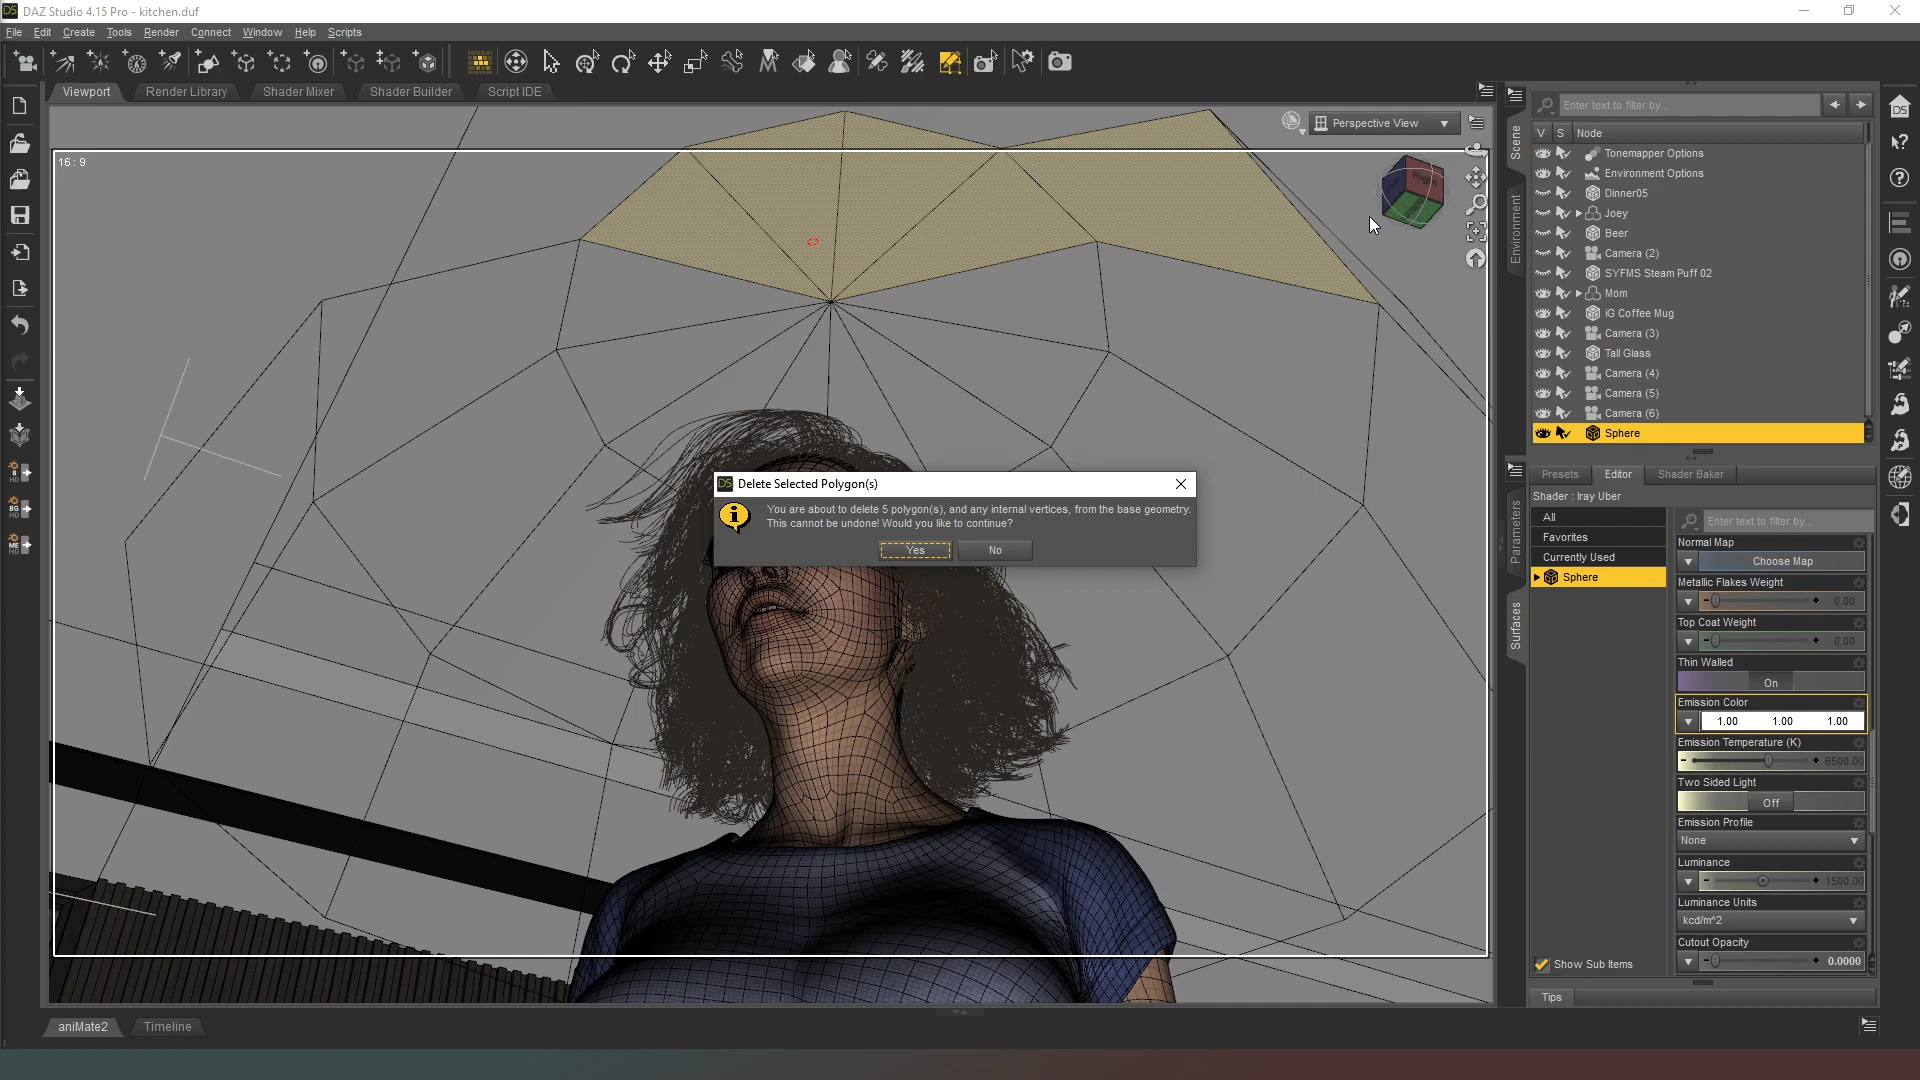 DAZ Studio 4.15 Pro - kitchen.duf
File Edit Create Tools Render Connect Window Help Scripts
Viewport Render Library Shader Mixer Shader Builder Script IDE
16 : 9
Perspective View
Right
Scene
Environment
Enter text to filter by...
V S Node
Tonemapper Options
Environment Options
Dinner05
Joey
Beer
Camera (2)
SYFMS Steam Puff 02
Mom
iG Coffee Mug
Camera (3)
Tall Glass
Camera (4)
Camera (5)
Camera (6)
Sphere
Delete Selected Polygon(s)
You are about to delete 5 polygon(s), and any internal vertices, from the base geometry.
This cannot be undone! Would you like to continue?
Yes No
Parameters
Surfaces
Presets Editor Shader Baker
Shader : Iray Uber
All
Favorites
Currently Used
Sphere
Enter text to filter by...
Normal Map
Choose Map
Metallic Flakes Weight
0.00
Top Coat Weight
0.00
Thin Walled
On
Emission Color
1.00 1.00 1.00
Emission Temperature (K)
6500.00
Two Sided Light
Off
Emission Profile
None
Luminance
1500.00
Luminance Units
kcd/m^2
Cutout Opacity
0.0000
Show Sub Items
Tips
aniMate2 Timeline